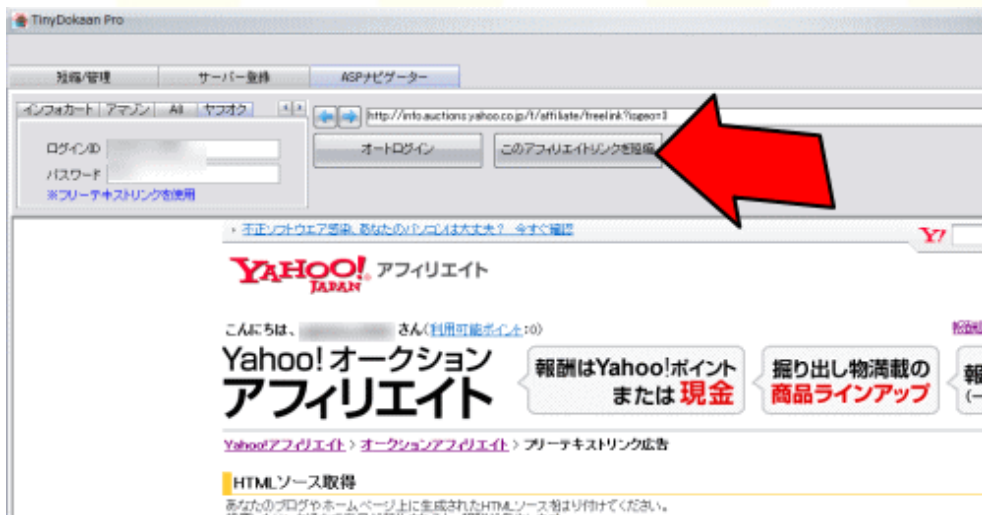 TinyDokaan Pro
短縮/管理 サーバー登録 ASPナビゲーター
インフォカート アマゾン A8 ヤフオク
http://info.auctions.yahoo.co.jp/f/affiliate/freelink?isgeo=1
ログインID
オートログイン このアフィリエイトリンクを短縮
パスワード
※フリーテキストリンクを使用
不正ソフトウエア感染、あなたのパソコンは大丈夫? 今すぐ確認
Y!
YAHOO! JAPAN アフィリエイト
こんにちは、 さん(利用可能ポイント:0)
報酬
Yahoo!オークション
アフィリエイト
報酬はYahoo!ポイント
または現金
掘り出し物満載の
商品ラインアップ
報
(一
Yahoo!アフィリエイト > オークションアフィリエイト > フリーテキストリンク広告
HTMLソース取得
あなたのブログやホームページ上に生成されたHTMLソースをはり付けてください。